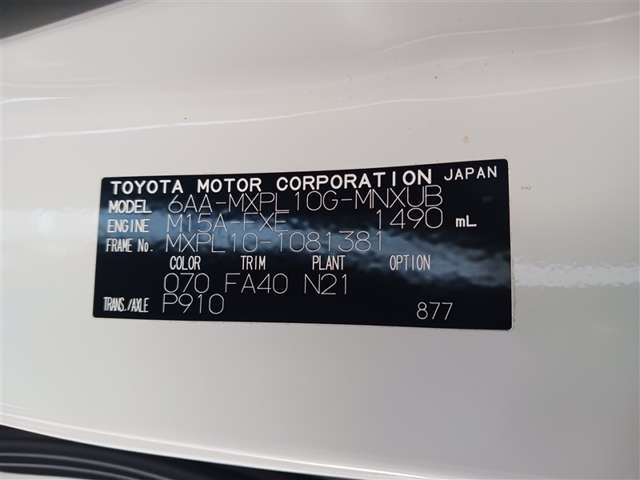 TOYOTA MOTOR CORPORATION JAPAN
MODEL 6AA-MXPL10G-MNXUB
ENGINE M15A-FXE 1490 mL
FRAME No. MXPL10-1081381
COLOR TRIM PLANT OPTION
070 FA40 N21
TRANS./AXLE P910 877